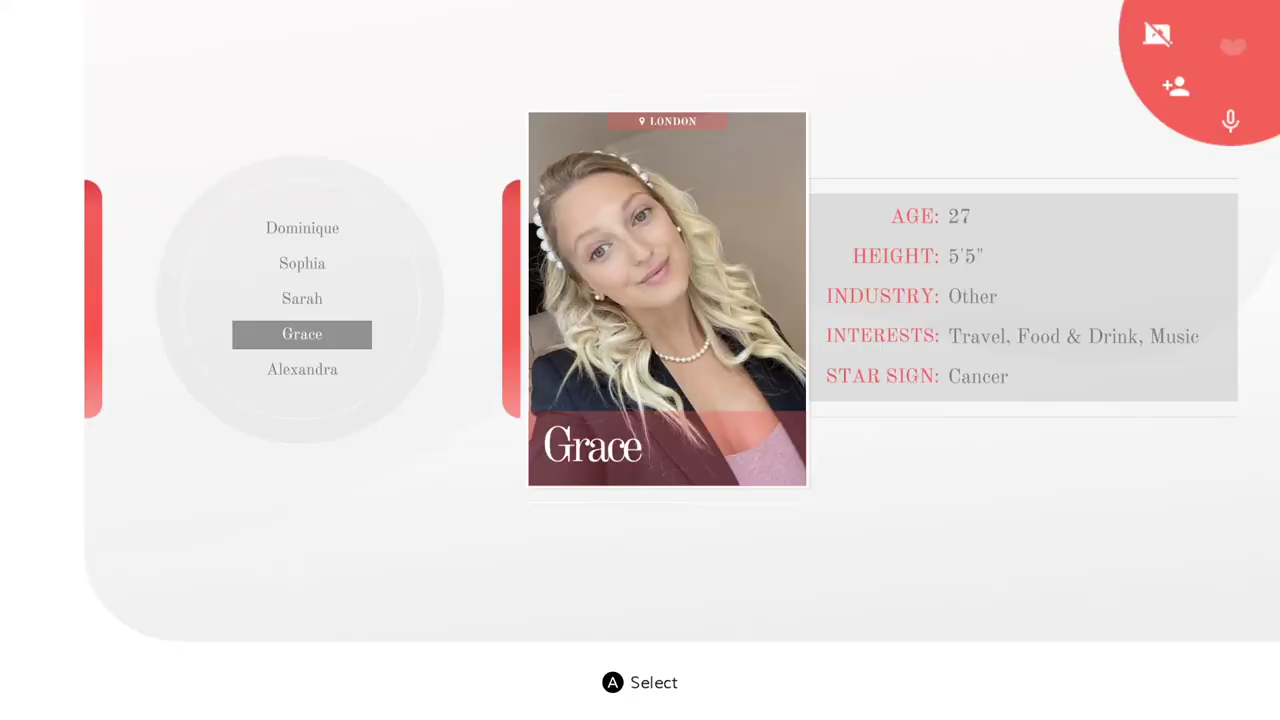 Dominique
Sophia
Sarah
Grace
Alexandra
LONDON
Grace
AGE: 27
HEIGHT: 5'5"
INDUSTRY: Other
INTERESTS: Travel, Food & Drink, Music
STAR SIGN: Cancer
A Select